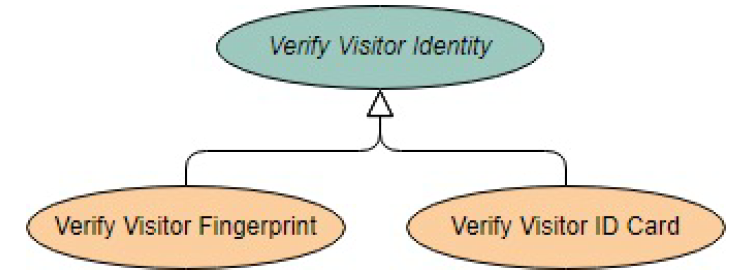 Verify Visitor Identity
Verify Visitor Fingerprint
Verify Visitor ID Card